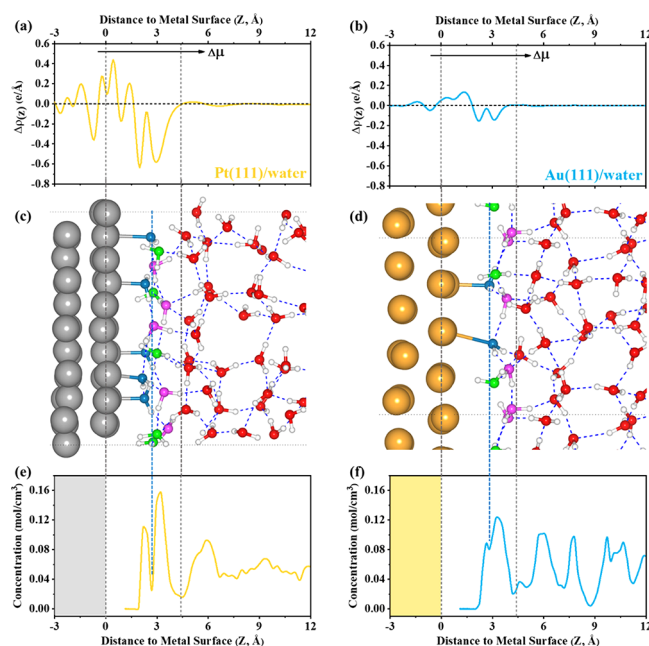 Distance to Metal Surface (Z, Å)
-3 0 3 6 9 12
(a)
0.6
0.4
0.2
0.0
-0.2
-0.4
-0.6
-0.8
Δρ(z) (e/Å)
Δμ
Pt(111)/water
Distance to Metal Surface (Z, Å)
-3 0 3 6 9 12
(b)
0.6
0.4
0.2
0.0
-0.2
-0.4
-0.6
-0.8
Δρ(z) (e/Å)
Δμ
Au(111)/water
(c)
(d)
(e)
0.16
0.12
0.08
0.04
0.00
Concentration (mol/cm³)
-3 0 3 6 9 12
Distance to Metal Surface (Z, Å)
(f)
0.16
0.12
0.08
0.04
0.00
Concentration (mol/cm³)
-3 0 3 6 9 12
Distance to Metal Surface (Z, Å)